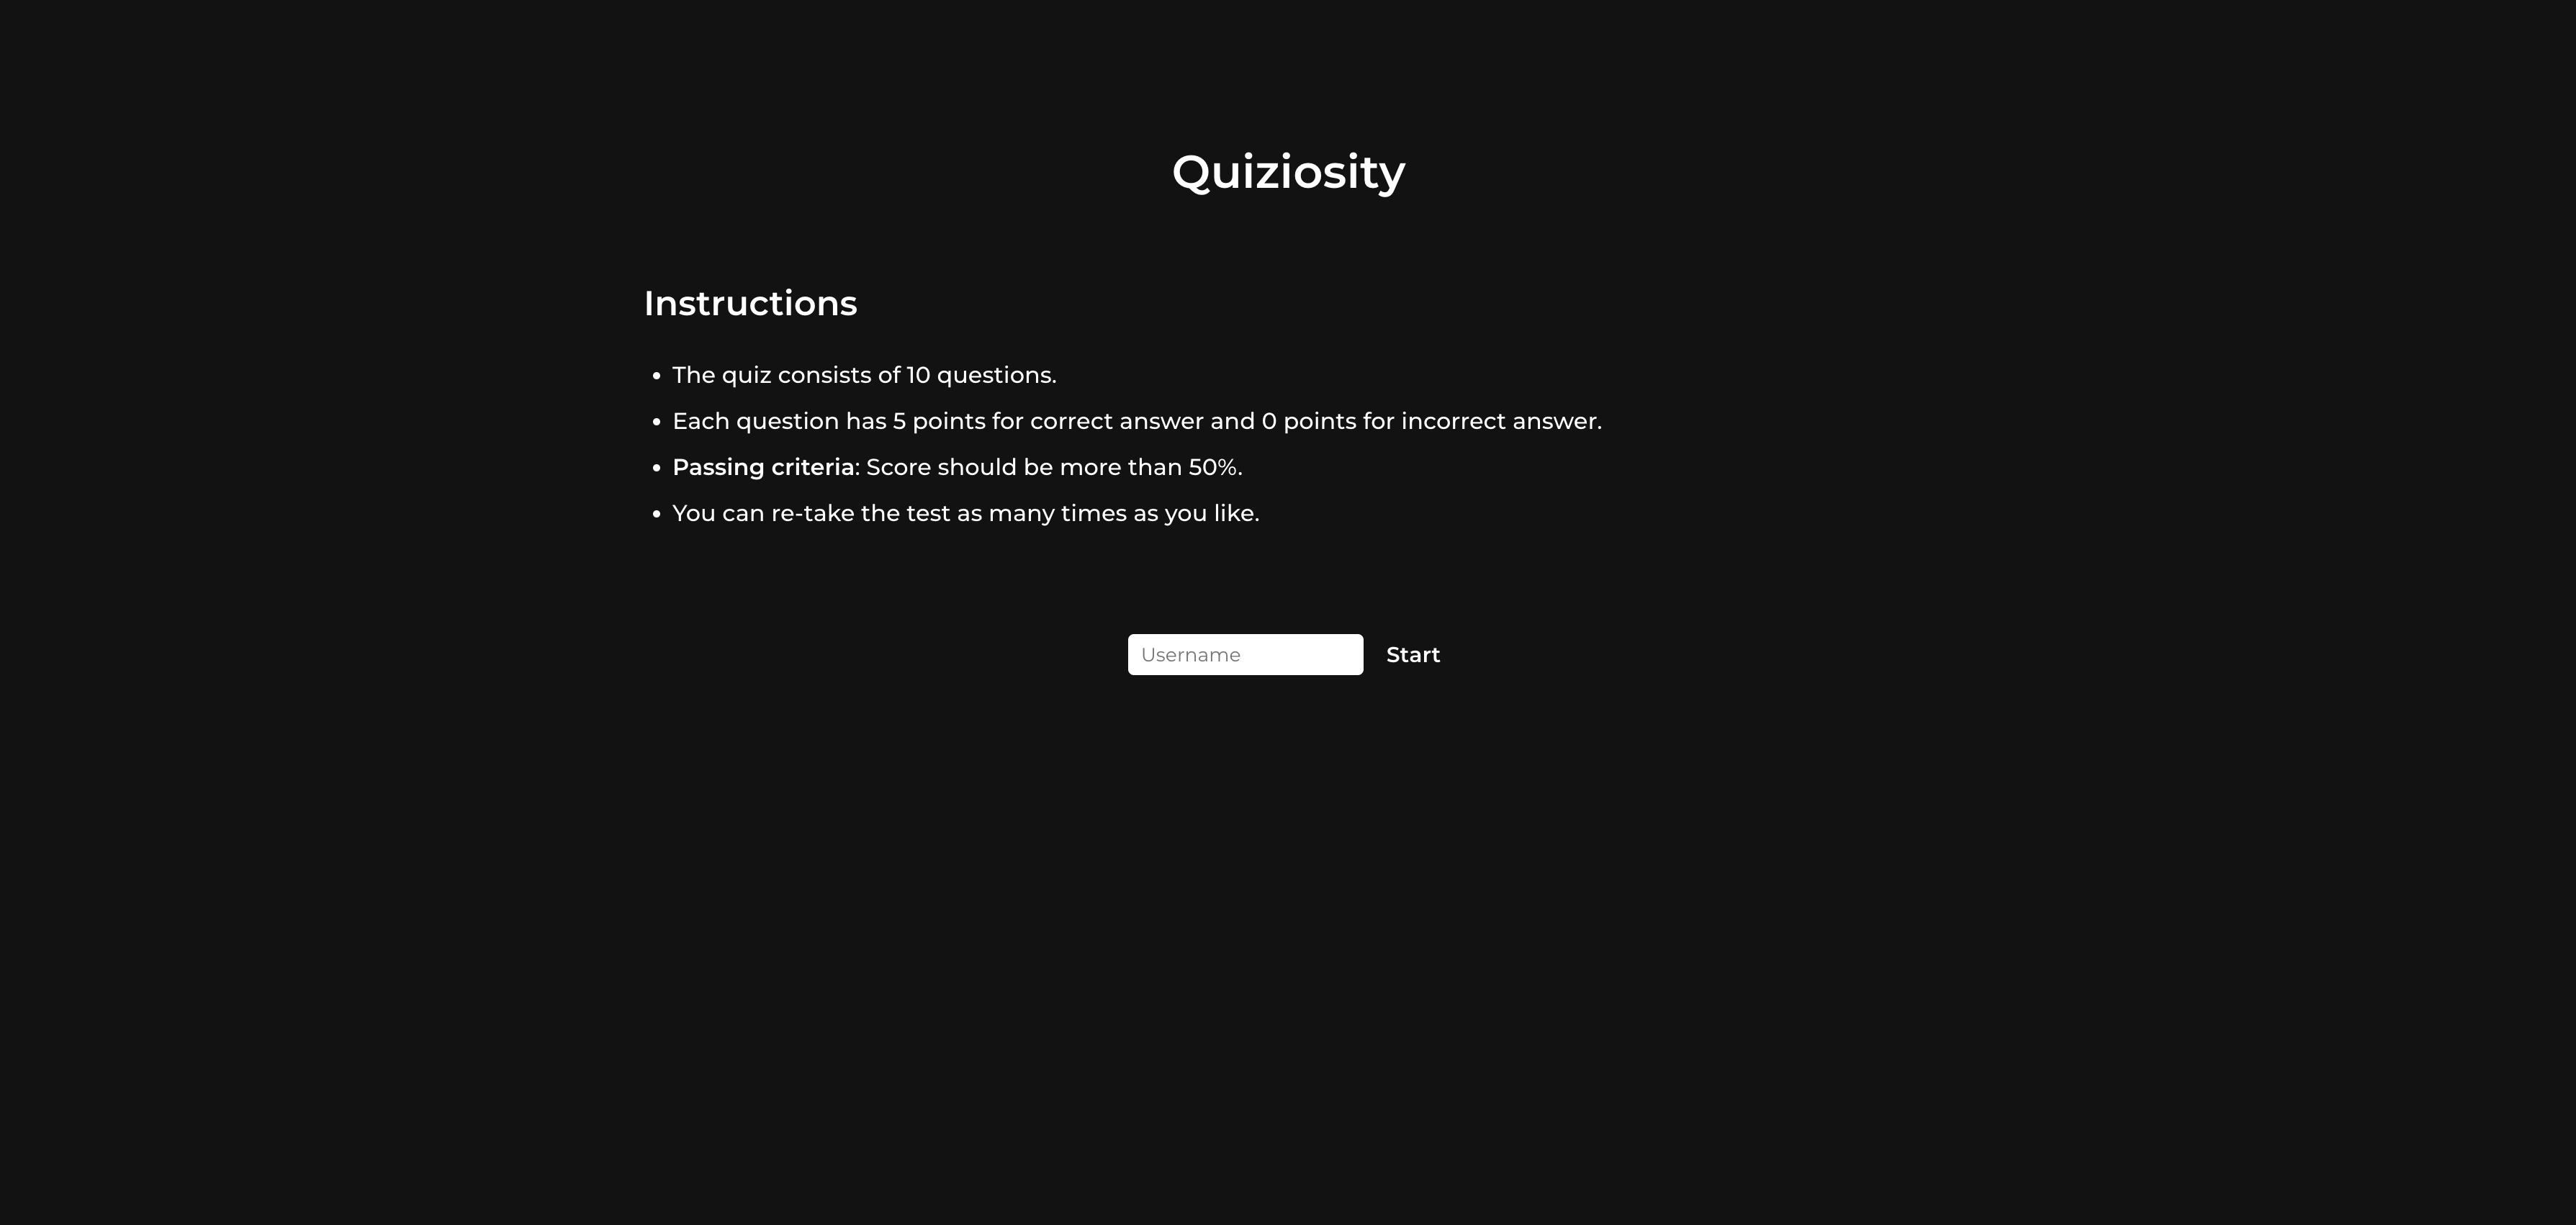 Quiziosity
Instructions
The quiz consists of 10 questions.
Each question has 5 points for correct answer and 0 points for incorrect answer.
Passing criteria: Score should be more than 50%.
You can re-take the test as many times as you like.
Username
Start